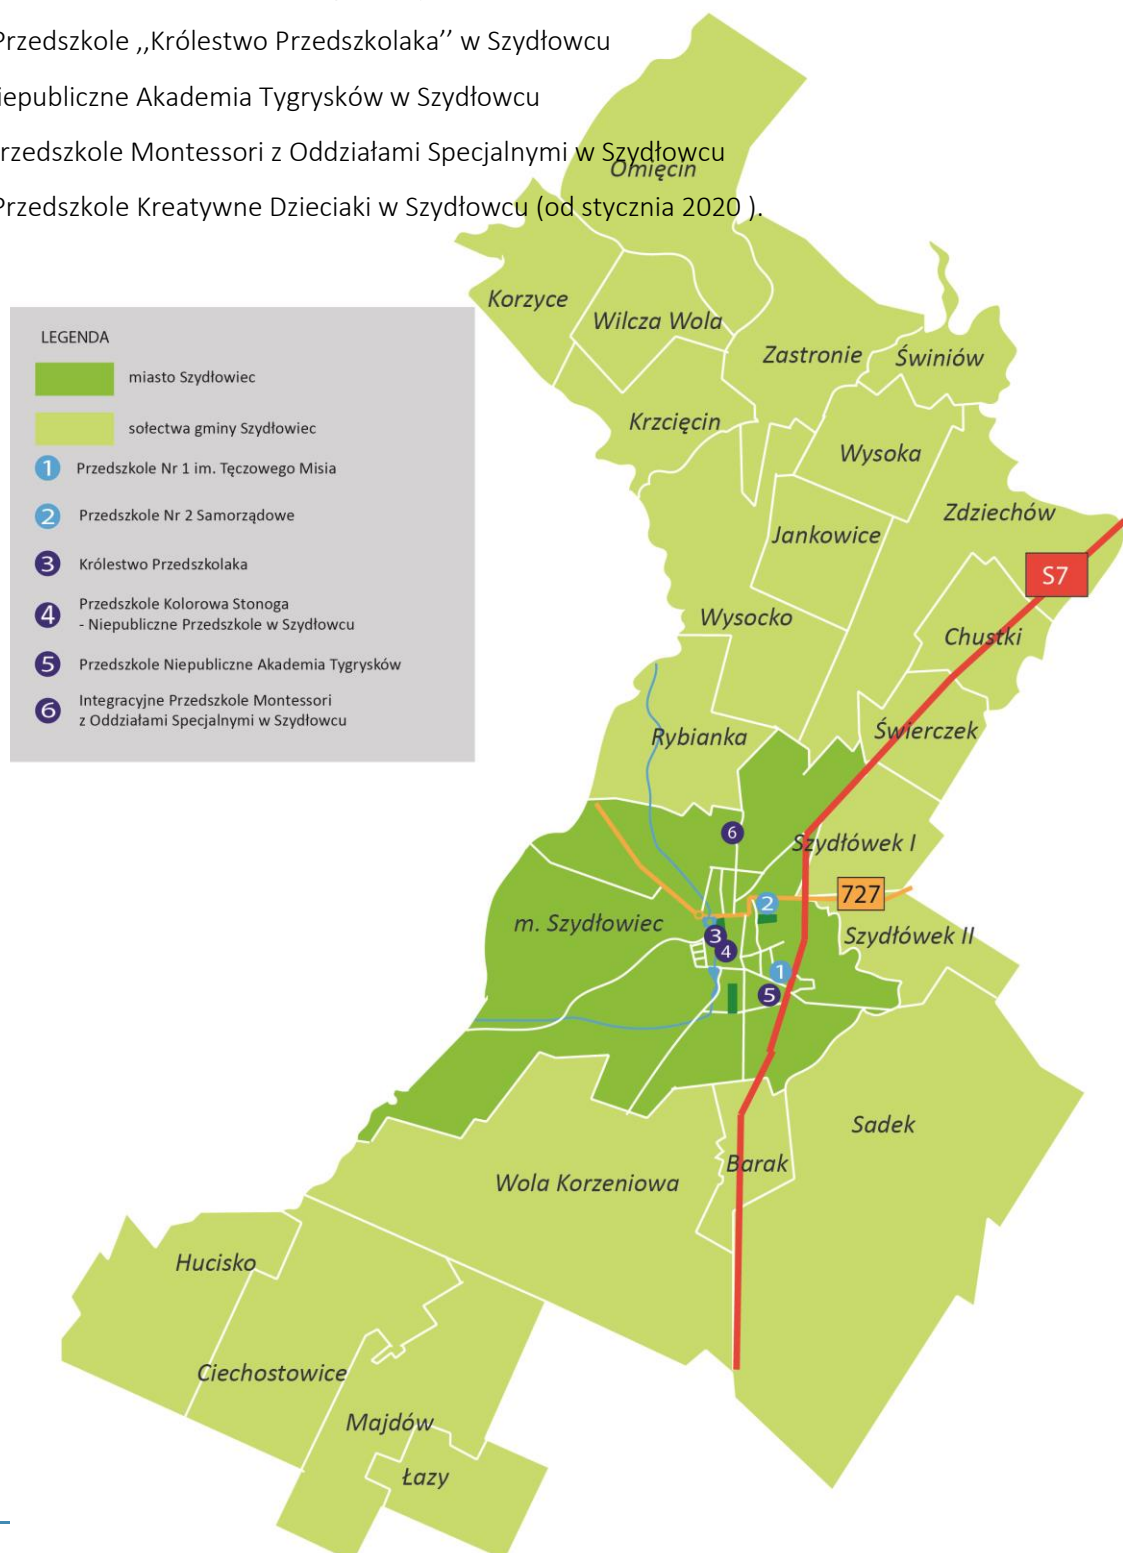 Przedszkole ,,Królestwo Przedszkolaka’’ w Szydłowcu
iepubliczne Akademia Tygrysków w Szydłowcu
rzedszkole Montessori z Oddziałami Specjalnymi w Szydłowcu
Przedszkole Kreatywne Dzieciaki w Szydłowcu (od stycznia 2020 ).
Omięcin
Korzyce
Wilcza Wola
Zastronie
Świniów
Krzcięcin
Wysoka
Zdziechów
Jankowice
S7
Wysocko
Chustki
Rybianka
Świerczek
6
Szydłówek I
2
727
m. Szydłowiec
3
4
Szydłówek II
1
5
Sadek
Barak
Wola Korzeniowa
Hucisko
Ciechostowice
Majdów
Łazy
LEGENDA
miasto Szydłowiec
sołectwa gminy Szydłowiec
1 Przedszkole Nr 1 im. Tęczowego Misia
2 Przedszkole Nr 2 Samorządowe
3 Królestwo Przedszkolaka
4 Przedszkole Kolorowa Stonoga
- Niepubliczne Przedszkole w Szydłowcu
5 Przedszkole Niepubliczne Akademia Tygrysków
6 Integracyjne Przedszkole Montessori
z Oddziałami Specjalnymi w Szydłowcu